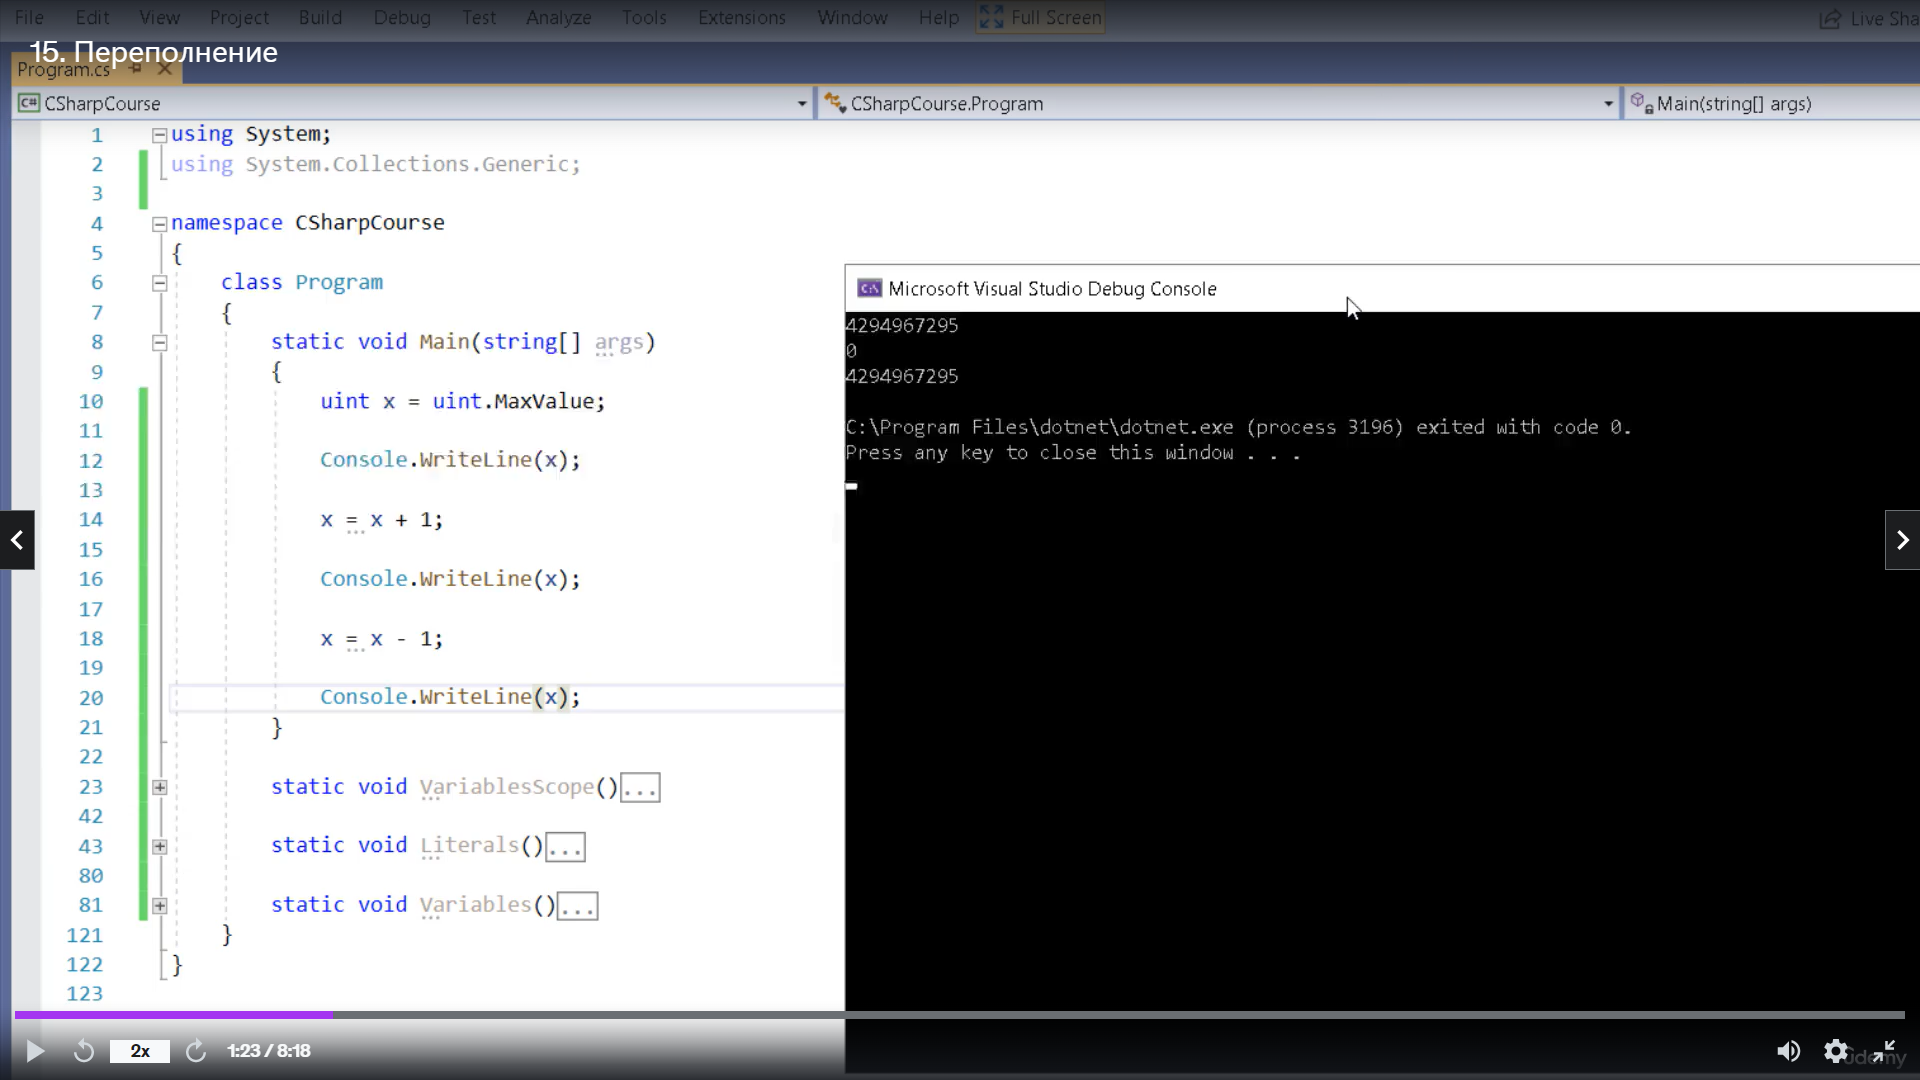 File Edit View Project Build Debug Test Analyze Tools Extensions Window Help Full Screen Live Sha
15. Переполнение
Program.cs
CSharpCourse CSharpCourse.Program Main(string[] args)
1 using System;
2 using System.Collections.Generic;
3
4 namespace CSharpCourse
5 {
6 class Program
7 {
8 static void Main(string[] args)
9 {
10 uint x = uint.MaxValue;
11
12 Console.WriteLine(x);
13
14 x = x + 1;
15
16 Console.WriteLine(x);
17
18 x = x - 1;
19
20 Console.WriteLine(x);
21 }
22
23 static void VariablesScope()...
42
43 static void Literals()...
80
81 static void Variables()...
121 }
122 }
123
Microsoft Visual Studio Debug Console
4294967295
0
4294967295
C:\Program Files\dotnet\dotnet.exe (process 3196) exited with code 0.
Press any key to close this window . . .
2x 1:23 / 8:18
udemy